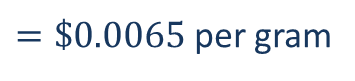 = $0.0065 per gram